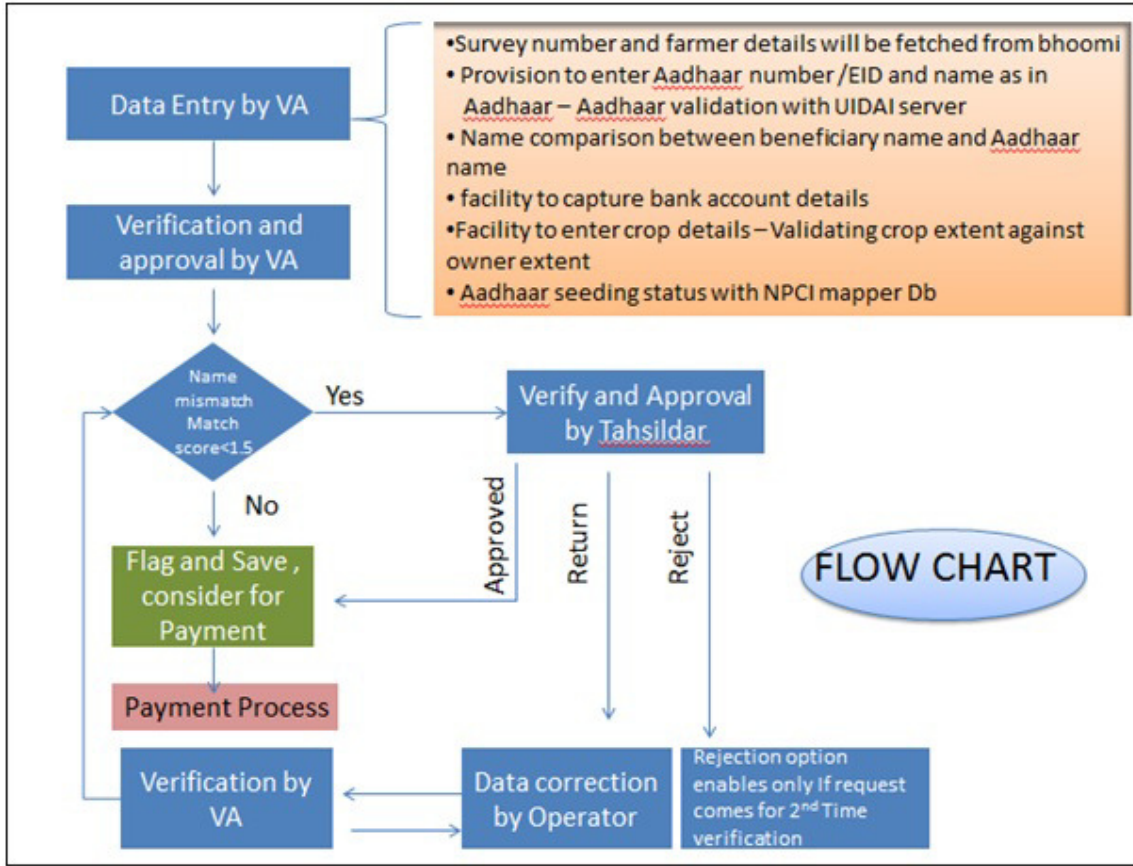 Data Entry by VA
•Survey number and farmer details will be fetched from bhoomi
• Provision to enter Aadhaar number /EID and name as in
Aadhaar – Aadhaar validation with UIDAI server
• Name comparison between beneficiary name and Aadhaar
name
• facility to capture bank account details
•Facility to enter crop details – Validating crop extent against
owner extent
• Aadhaar seeding status with NPCI mapper Db
Verification and
approval by VA
Name
mismatch
Match
score<1.5
Yes
Verify and Approval
by Tahsildar
No
Approved
Return
Reject
Flag and Save ,
consider for
Payment
FLOW CHART
Payment Process
Verification by
VA
Data correction
by Operator
Rejection option
enables only If request
comes for 2nd Time
verification